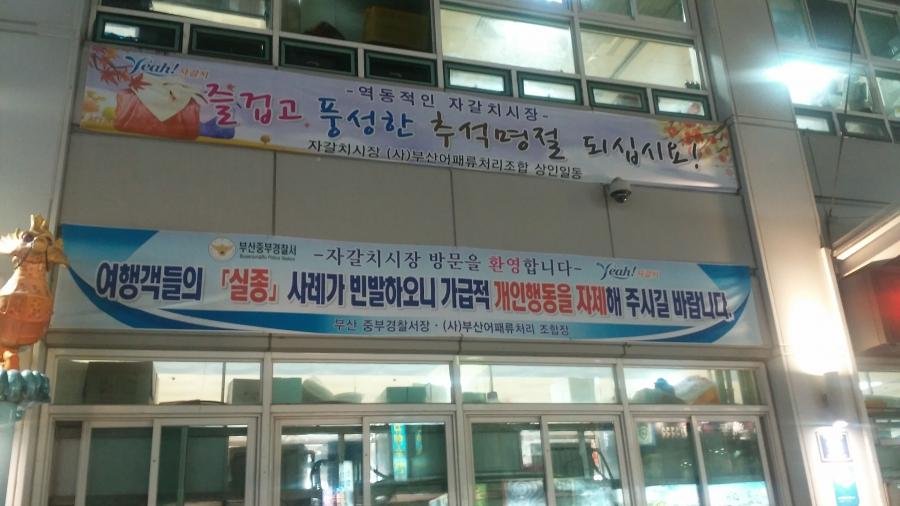 Yeah! 자갈치
-역동적인 자갈치시장-
즐겁고 풍성한 추석명절 되십시요!
자갈치시장 (사)부산어패류처리조합 상인일동
부산중부경찰서
Busanjungbu Police Station
-자갈치시장 방문을 환영합니다-
Yeah! 자갈치
여행객들의 「실종」 사례가 빈발하오니 가급적 개인행동을 자제해 주시길 바랍니다.
부산 중부경찰서장 · (사)부산어패류처리 조합장